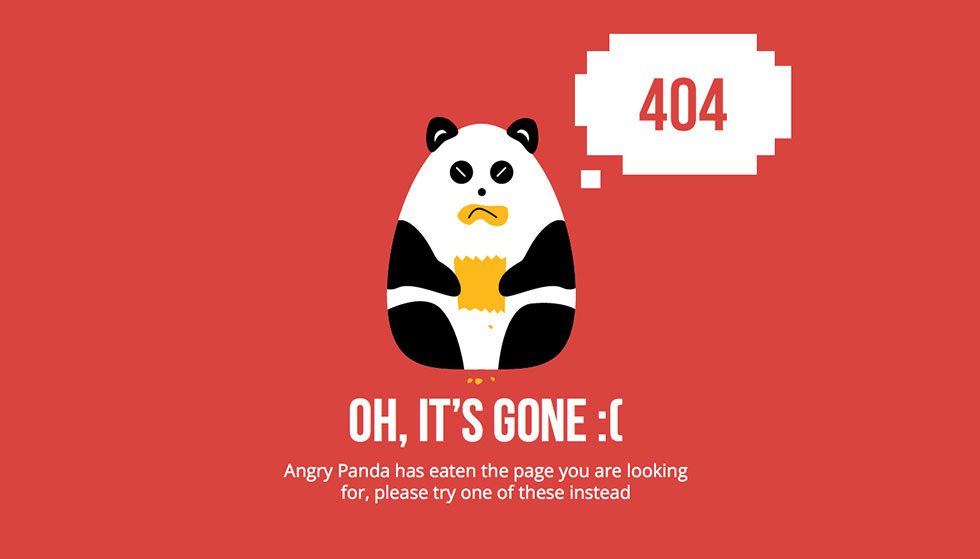 404
OH, IT’S GONE :(
Angry Panda has eaten the page you are looking
for, please try one of these instead